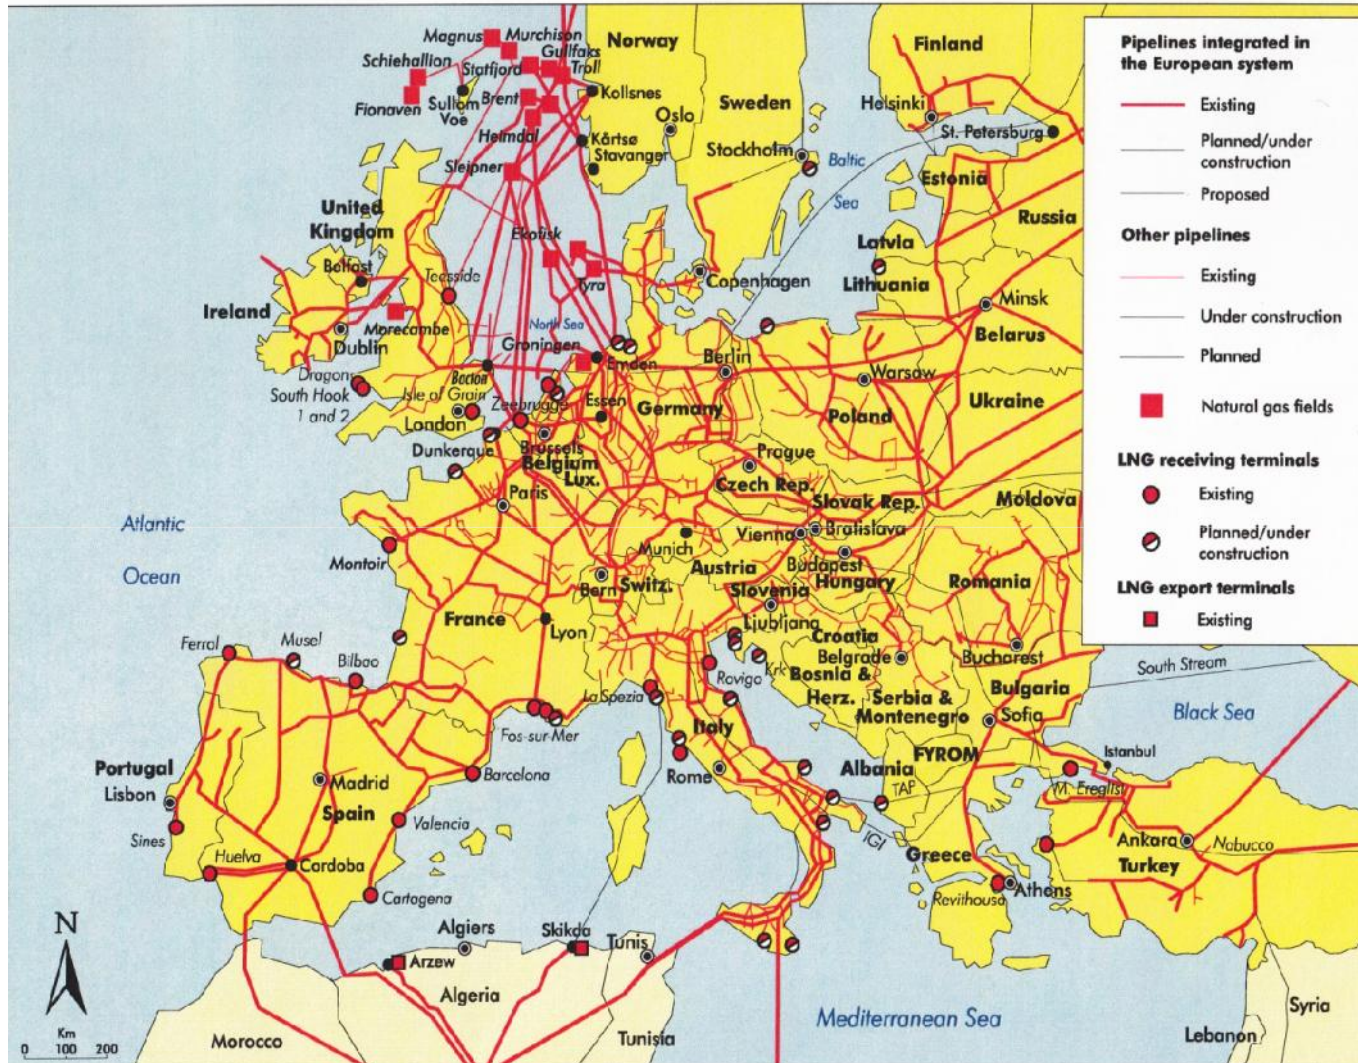 Norway
Finland
Sweden
Magnus
Murchison
Gullfaks
Schiehallion
Statfjord
Troll
Fionaven
Sullom
Voe
Brent
Kollsnes
Oslo
Helsinki
St. Petersburg
Heimdal
Kårtsø
Stavanger
Stockholm
Baltic
Sea
Sleipner
Estonia
Russia
United
Kingdom
Ekofisk
Latvia
Lithuania
Belfast
Teesside
Tyra
Copenhagen
Minsk
Belarus
Ireland
Morecambe
Dublin
North Sea
Groningen
Emden
Berlin
Warsaw
Dragons
South Hook
1 and 2
Bacton
Isle of Grain
London
Zeebrugge
Essen
Germany
Poland
Ukraine
Dunkerque
Brussels
Belgium
Lux.
Prague
Czech Rep.
Slovak Rep.
Moldova
Paris
Atlantic
Ocean
Montoir
Munich
Vienna
Bratislava
Austria
Budapest
Hungary
Romania
Bern
Switz.
Slovenia
Ljubljana
France
Lyon
Croatia
Belgrade
Bucharest
Ferrol
Musel
Bilbao
La Spezia
Rovigo
Krk
Bosnia &
Herz.
Serbia &
Montenegro
Bulgaria
Sofia
South Stream
Black Sea
Fos-sur-Mer
Italy
FYROM
Istanbul
Portugal
Lisbon
Madrid
Spain
Barcelona
Rome
Albania
TAP
M. Ereglisi
Sines
Valencia
IGI
Ankara
Nabucco
Turkey
Huelva
Cordoba
Cartagena
Greece
Revithousa
Athons
N
Algiers
Skikda
Tunis
Arzew
Algeria
Km
0 100 200
Morocco
Tunisia
Mediterranean Sea
Lebanon
Syria
Pipelines integrated in
the European system
Existing
Planned/under
construction
Proposed
Other pipelines
Existing
Under construction
Planned
Natural gas fields
LNG receiving terminals
Existing
Planned/under
construction
LNG export terminals
Existing